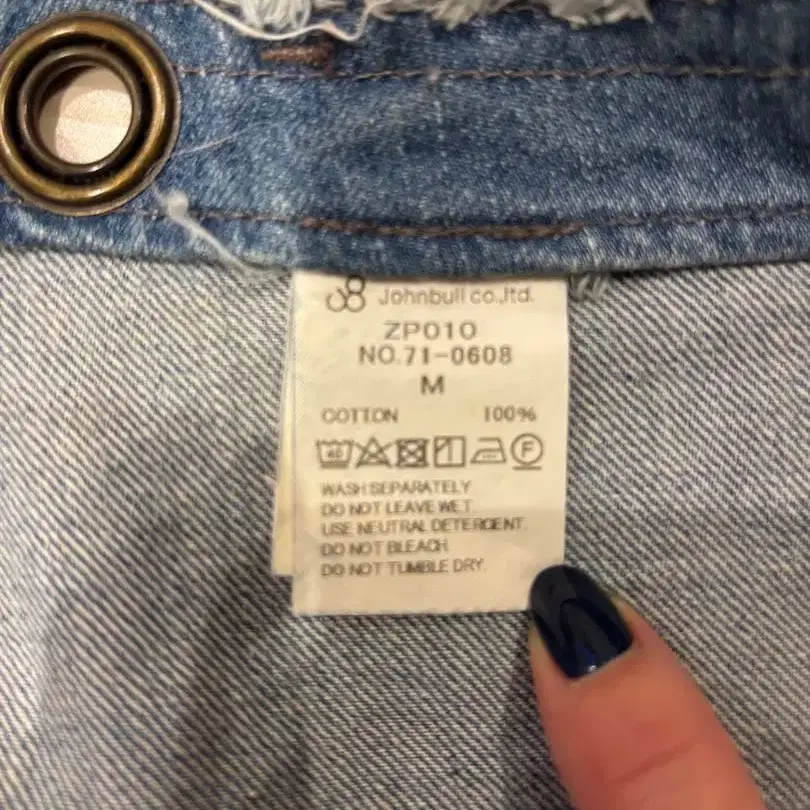 Johnbull co.,ltd.
ZP010
NO.71-0608
M
COTTON 100%
40 F
WASH SEPARATELY
DO NOT LEAVE WET.
USE NEUTRAL DETERGENT.
DO NOT BLEACH.
DO NOT TUMBLE DRY.